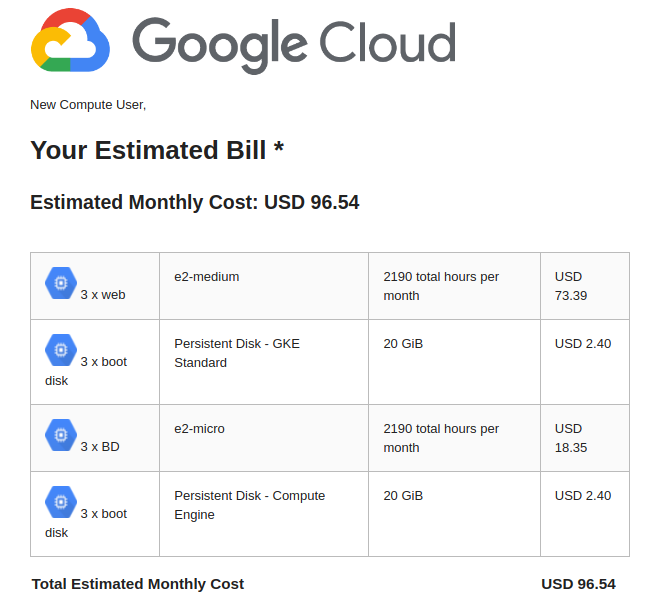 Google Cloud
New Compute User,
Your Estimated Bill *
Estimated Monthly Cost: USD 96.54
3 x web
e2-medium
2190 total hours per
month
USD
73.39
3 x boot
disk
Persistent Disk - GKE
Standard
20 GiB
USD 2.40
3 x BD
e2-micro
2190 total hours per
month
USD
18.35
3 x boot
disk
Persistent Disk - Compute
Engine
20 GiB
USD 2.40
Total Estimated Monthly Cost
USD 96.54